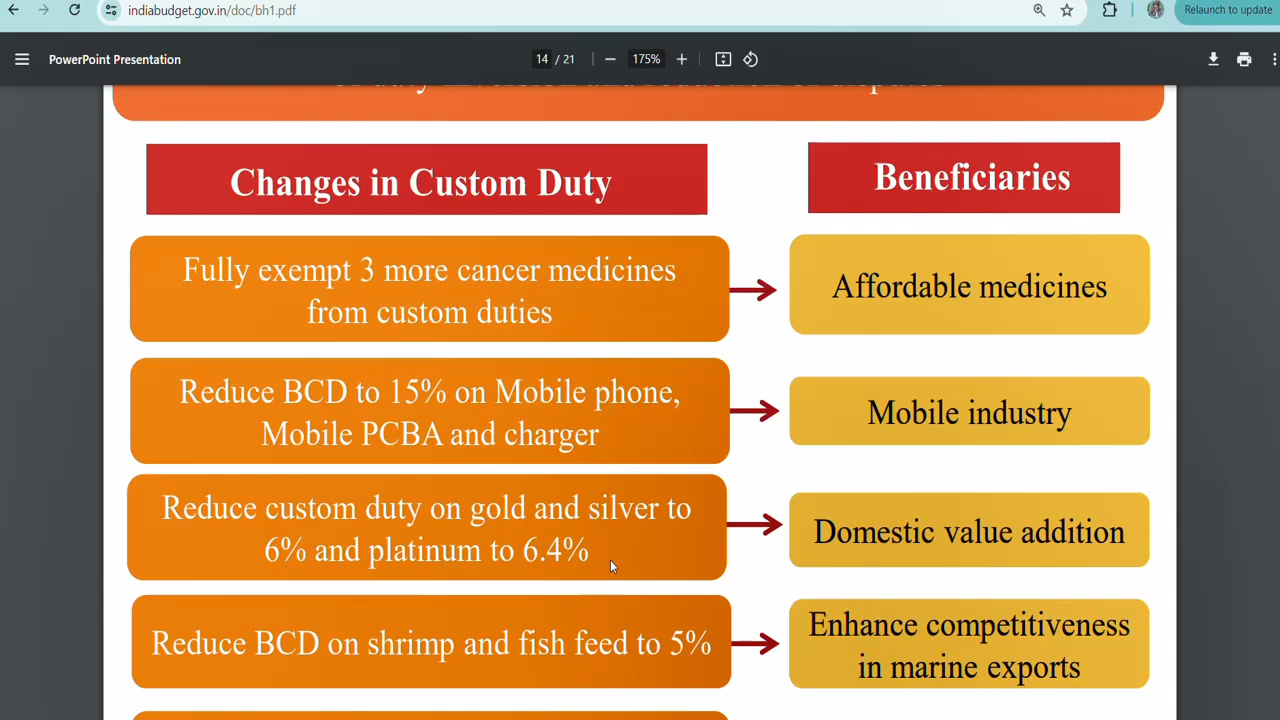 indiabudget.gov.in/doc/bh1.pdf
Relaunch to update
PowerPoint Presentation
14 / 21
175%
Changes in Custom Duty
Beneficiaries
Fully exempt 3 more cancer medicines
from custom duties
Affordable medicines
Reduce BCD to 15% on Mobile phone,
Mobile PCBA and charger
Mobile industry
Reduce custom duty on gold and silver to
6% and platinum to 6.4%
Domestic value addition
Reduce BCD on shrimp and fish feed to 5%
Enhance competitiveness
in marine exports